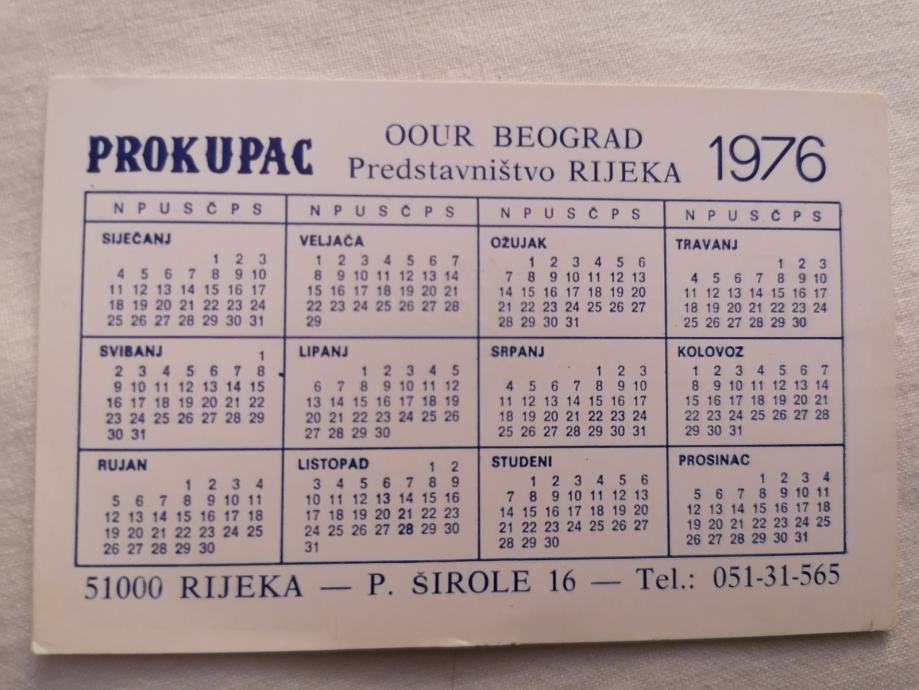 PROKUPAC
OOUR BEOGRAD
Predstavništvo RIJEKA
1976
N P U S Č P S
N P U S Č P S
N P U S Č P S
N P U S Č P S
SIJEČANJ
1 2 3
4 5 6 7 8 9 10
11 12 13 14 15 16 17
18 19 20 21 22 23 24
25 26 27 28 29 30 31
VELJAČA
1 2 3 4 5 6 7
8 9 10 11 12 13 14
15 16 17 18 19 20 21
22 23 24 25 26 27 28
29
OŽUJAK
1 2 3 4 5 6
7 8 9 10 11 12 13
14 15 16 17 18 19 20
21 22 23 24 25 26 27
28 29 30 31
TRAVANJ
1 2 3
4 5 6 7 8 9 10
11 12 13 14 15 16 17
18 19 20 21 22 23 24
25 26 27 28 29 30
SVIBANJ 1
2 3 4 5 6 7 8
9 10 11 12 13 14 15
16 17 18 19 20 21 22
23 24 25 26 27 28 29
30 31
LIPANJ
1 2 3 4 5
6 7 8 9 10 11 12
13 14 15 16 17 18 19
20 21 22 23 24 25 26
27 28 29 30
SRPANJ
1 2 3
4 5 6 7 8 9 10
11 12 13 14 15 16 17
18 19 20 21 22 23 24
25 26 27 28 29 30 31
KOLOVOZ
1 2 3 4 5 6 7
8 9 10 11 12 13 14
15 16 17 18 19 20 21
22 23 24 25 26 27 28
29 30 31
RUJAN
1 2 3 4
5 6 7 8 9 10 11
12 13 14 15 16 17 18
19 20 21 22 23 24 25
26 27 28 29 30
LISTOPAD 1 2
3 4 5 6 7 8 9
10 11 12 13 14 15 16
17 18 19 20 21 22 23
24 25 26 27 28 29 30
31
STUDENI
1 2 3 4 5 6
7 8 9 10 11 12 13
14 15 16 17 18 19 20
21 22 23 24 25 26 27
28 29 30
PROSINAC
1 2 3 4
5 6 7 8 9 10 11
12 13 14 15 16 17 18
19 20 21 22 23 24 25
26 27 28 29 30 31
51000 RIJEKA — P. ŠIROLE 16 — Tel.: 051-31-565